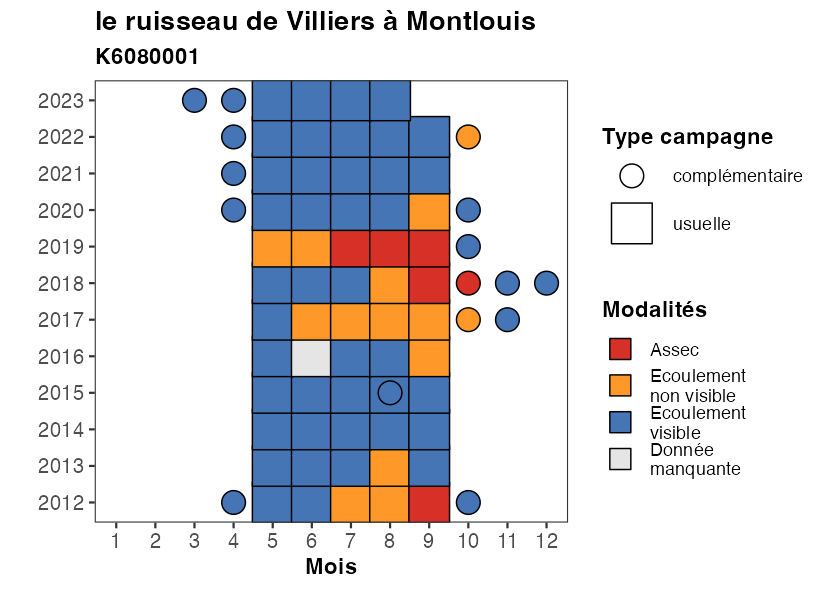 le ruisseau de Villiers à Montlouis
K6080001
2023
2022
2021
2020
2019
2018
2017
2016
2015
2014
2013
2012
1 2 3 4 5 6 7 8 9 10 11 12
Mois
Type campagne
complémentaire
usuelle
Modalités
Assec
Ecoulement
non visible
Ecoulement
visible
Donnée
manquante